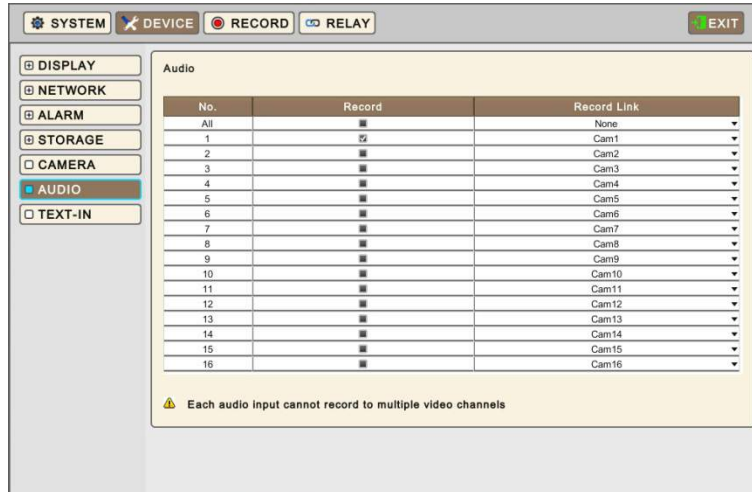 SYSTEM DEVICE RECORD RELAY EXIT
DISPLAY
NETWORK
ALARM
STORAGE
CAMERA
AUDIO
TEXT-IN
Audio
No. Record Record Link
All None
1 Cam1
2 Cam2
3 Cam3
4 Cam4
5 Cam5
6 Cam6
7 Cam7
8 Cam8
9 Cam9
10 Cam10
11 Cam11
12 Cam12
13 Cam13
14 Cam14
15 Cam15
16 Cam16
Each audio input cannot record to multiple video channels